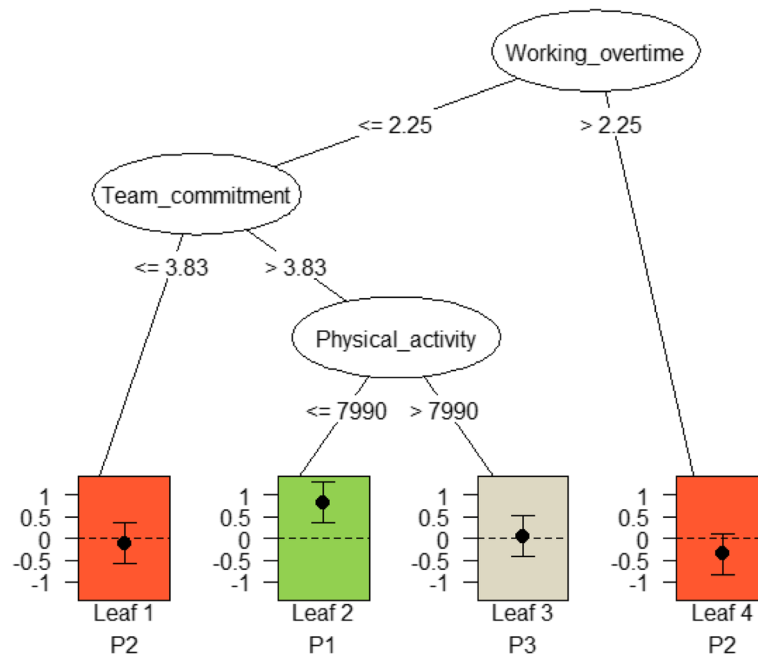 Working_overtime
<= 2.25
> 2.25
Team_commitment
<= 3.83
> 3.83
Physical_activity
<= 7990
> 7990
1
0.5
0
-0.5
-1
1
0.5
0
-0.5
-1
1
0.5
0
-0.5
-1
1
0.5
0
-0.5
-1
Leaf 1
Leaf 2
Leaf 3
Leaf 4
P2
P1
P3
P2